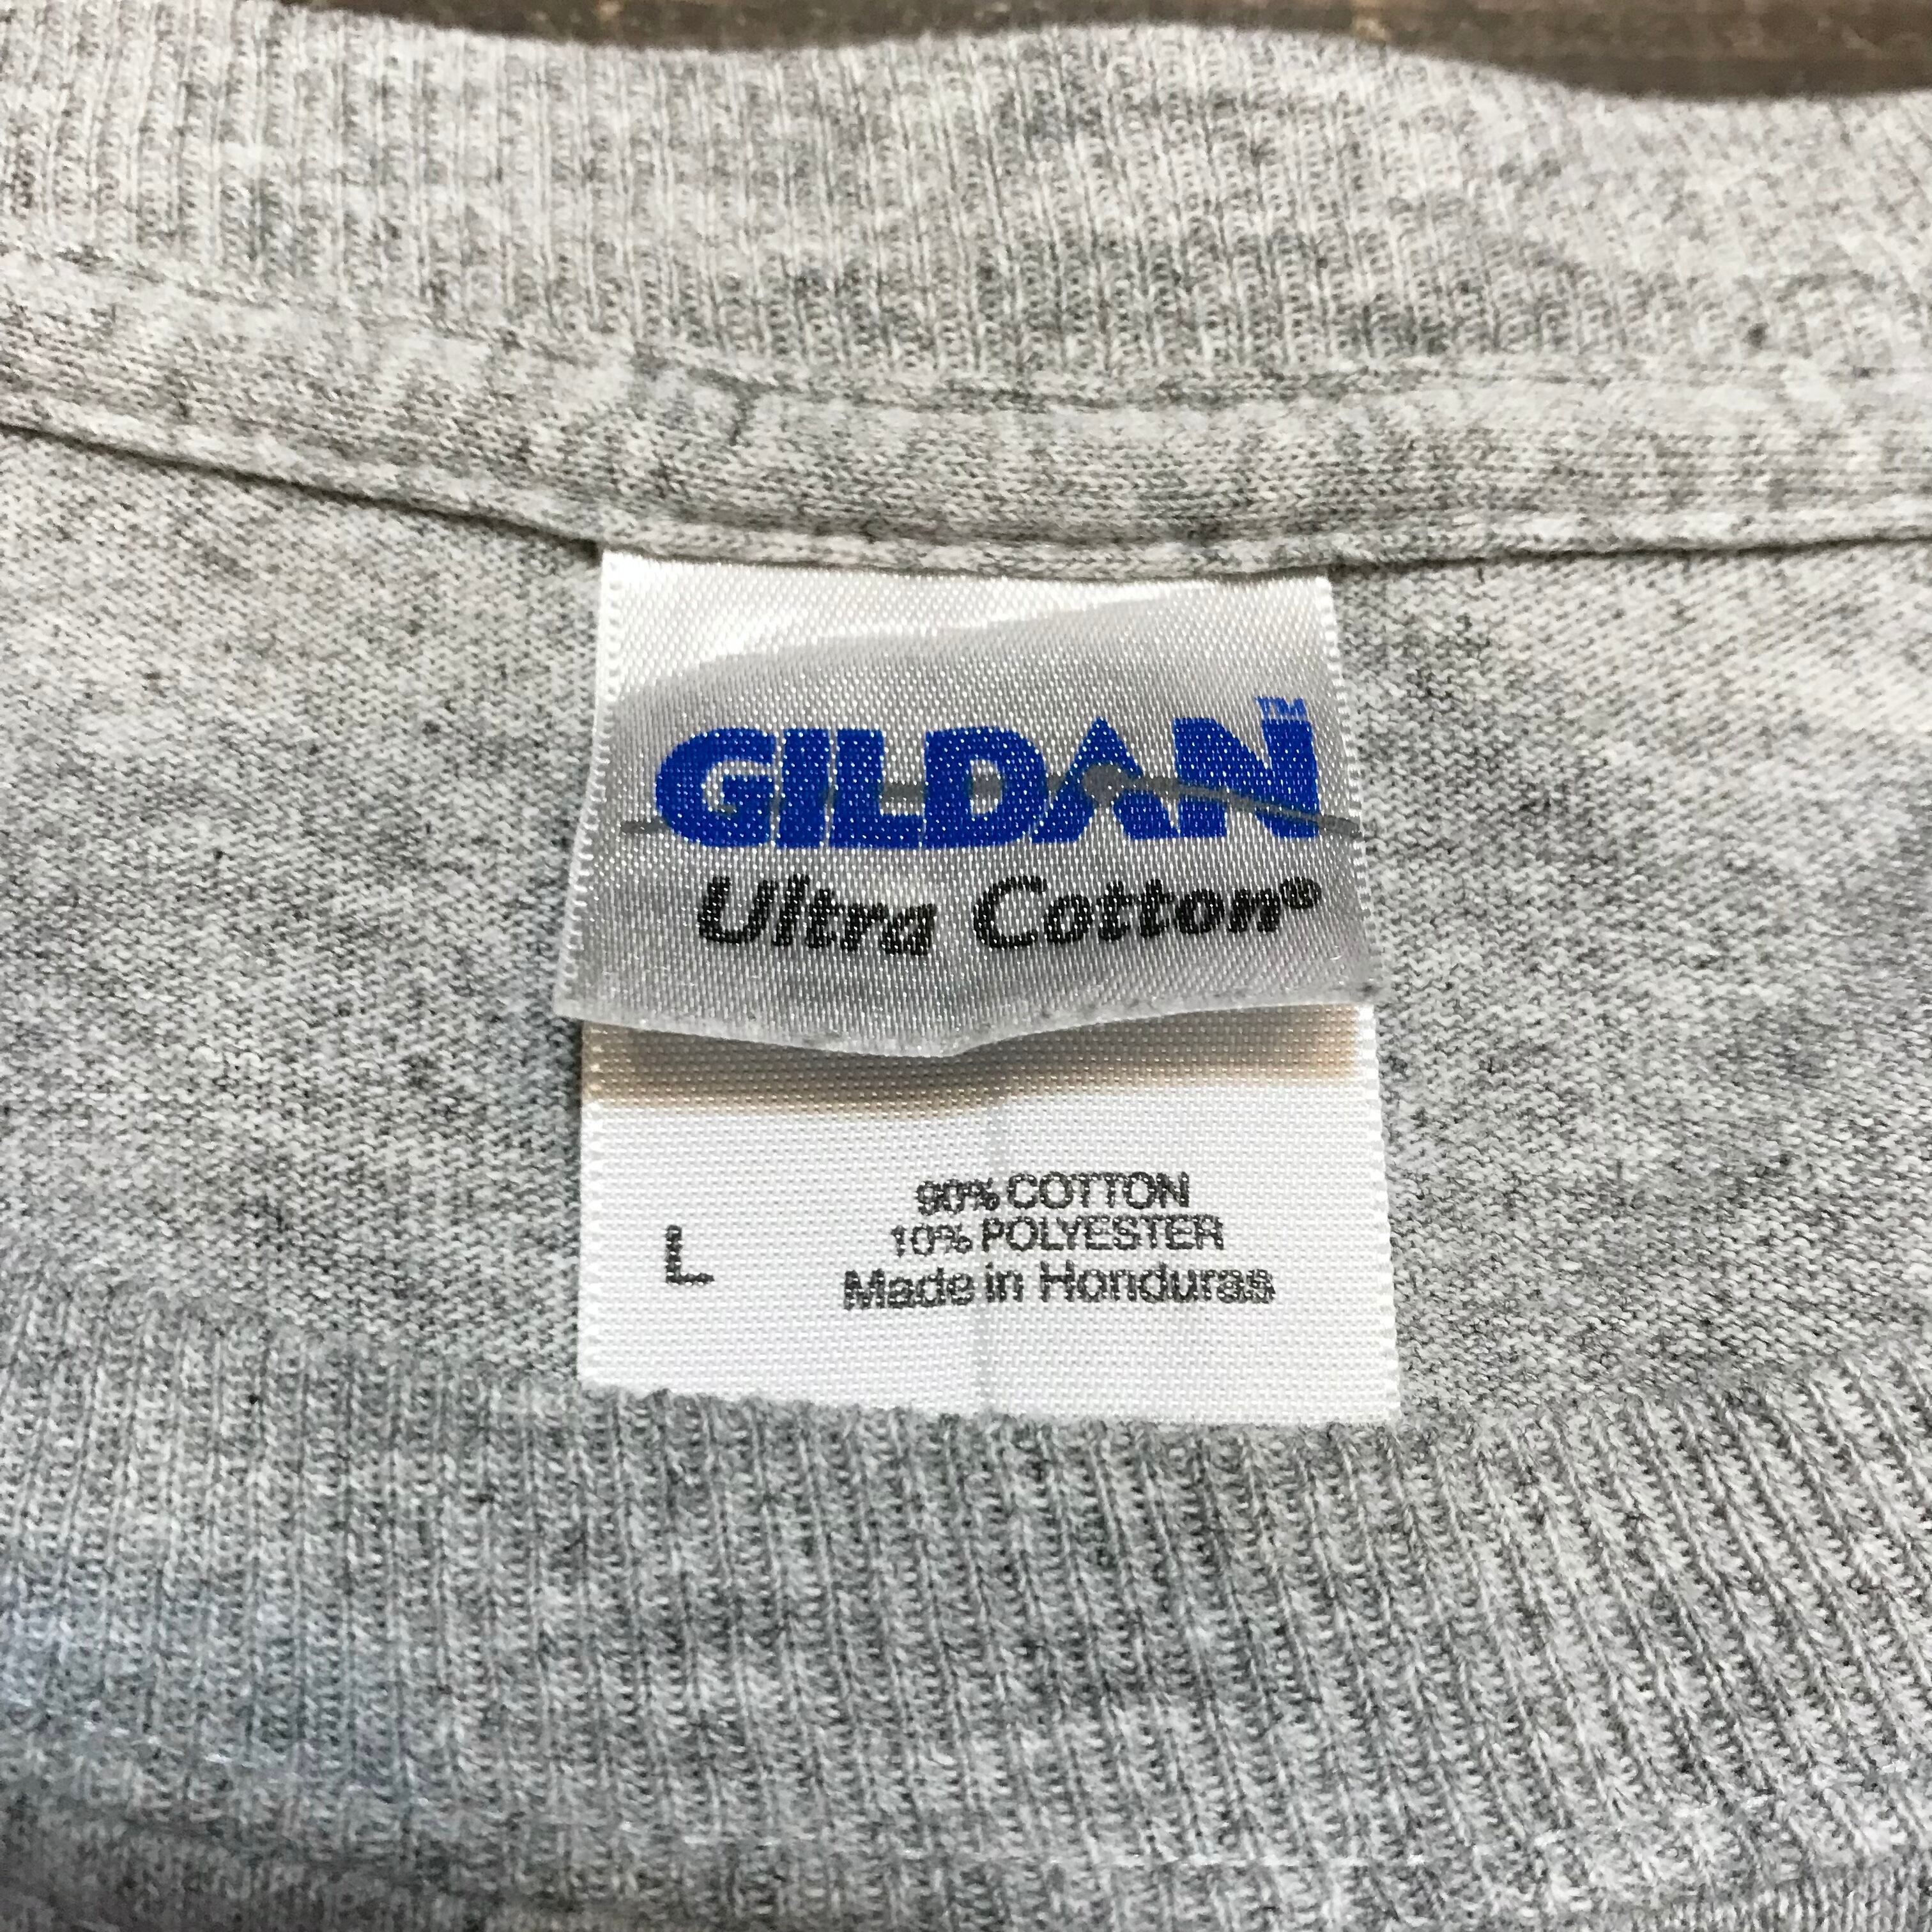 GILDAN™
Ultra Cotton®
90% COTTON
10% POLYESTER
L
Made in Honduras